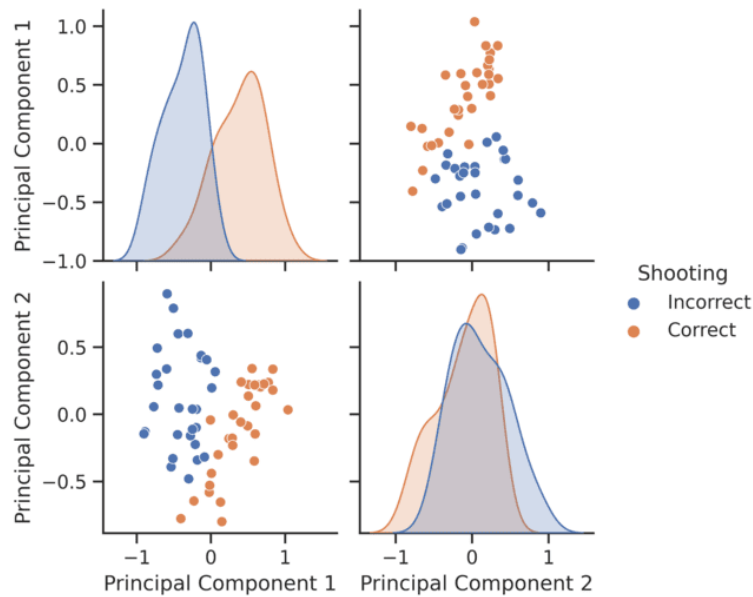 Principal Component 1
1.0
0.5
0.0
−0.5
−1.0
Shooting
Incorrect
Correct
Principal Component 2
0.5
0.0
−0.5
−1 0 1
−1 0 1
Principal Component 1
Principal Component 2